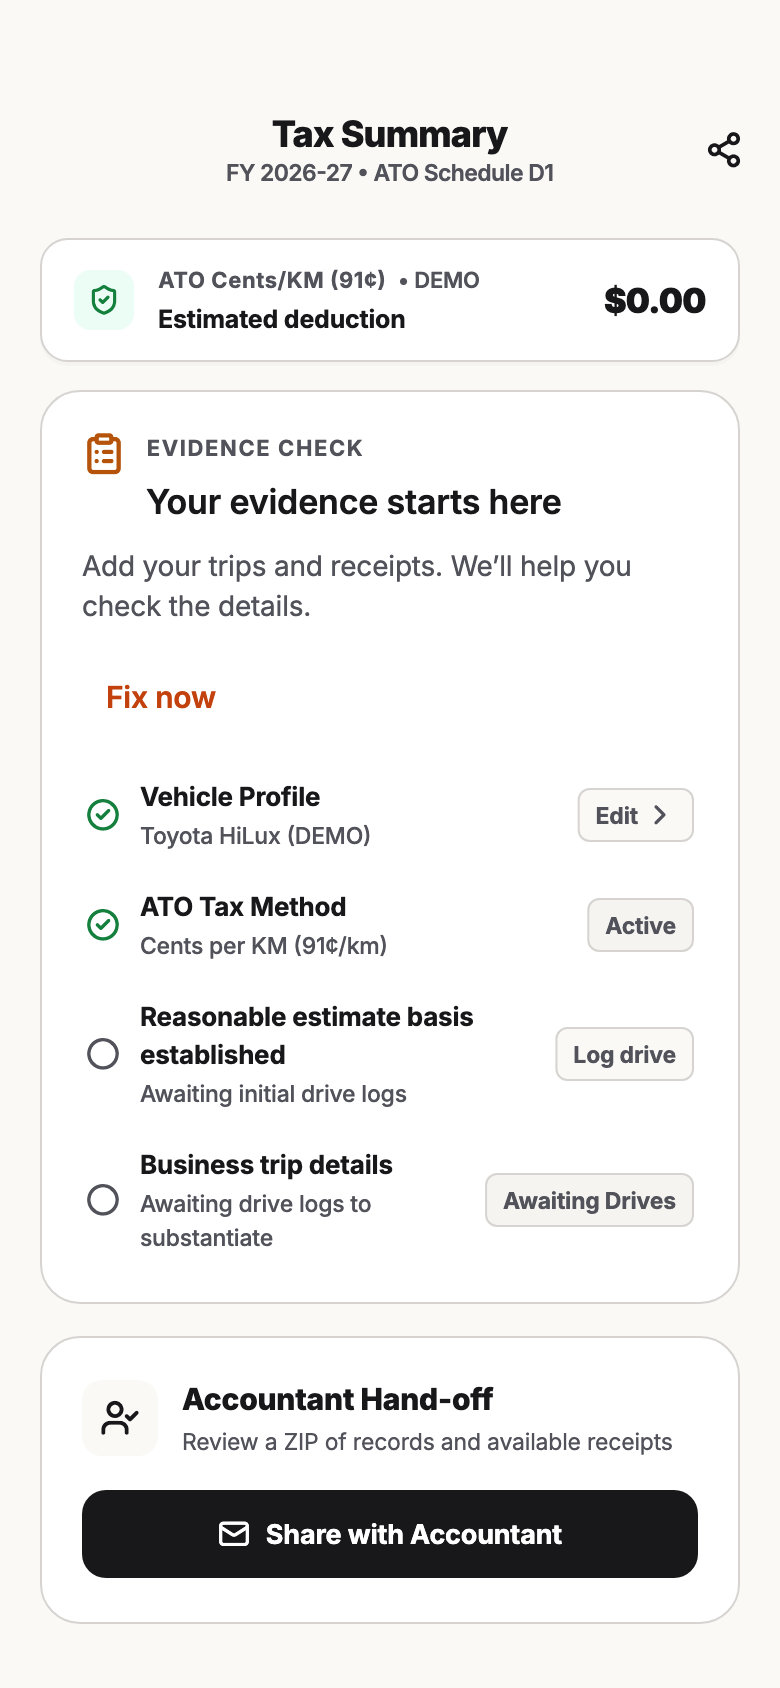 Tax Summary
FY 2026-27 • ATO Schedule D1
ATO Cents/KM (91¢) • DEMO
Estimated deduction
$0.00
EVIDENCE CHECK
Your evidence starts here
Add your trips and receipts. We’ll help you
check the details.
Fix now
Vehicle Profile
Toyota HiLux (DEMO)
Edit
ATO Tax Method
Cents per KM (91¢/km)
Active
Reasonable estimate basis
established
Awaiting initial drive logs
Log drive
Business trip details
Awaiting drive logs to
substantiate
Awaiting Drives
Accountant Hand-off
Review a ZIP of records and available receipts
Share with Accountant